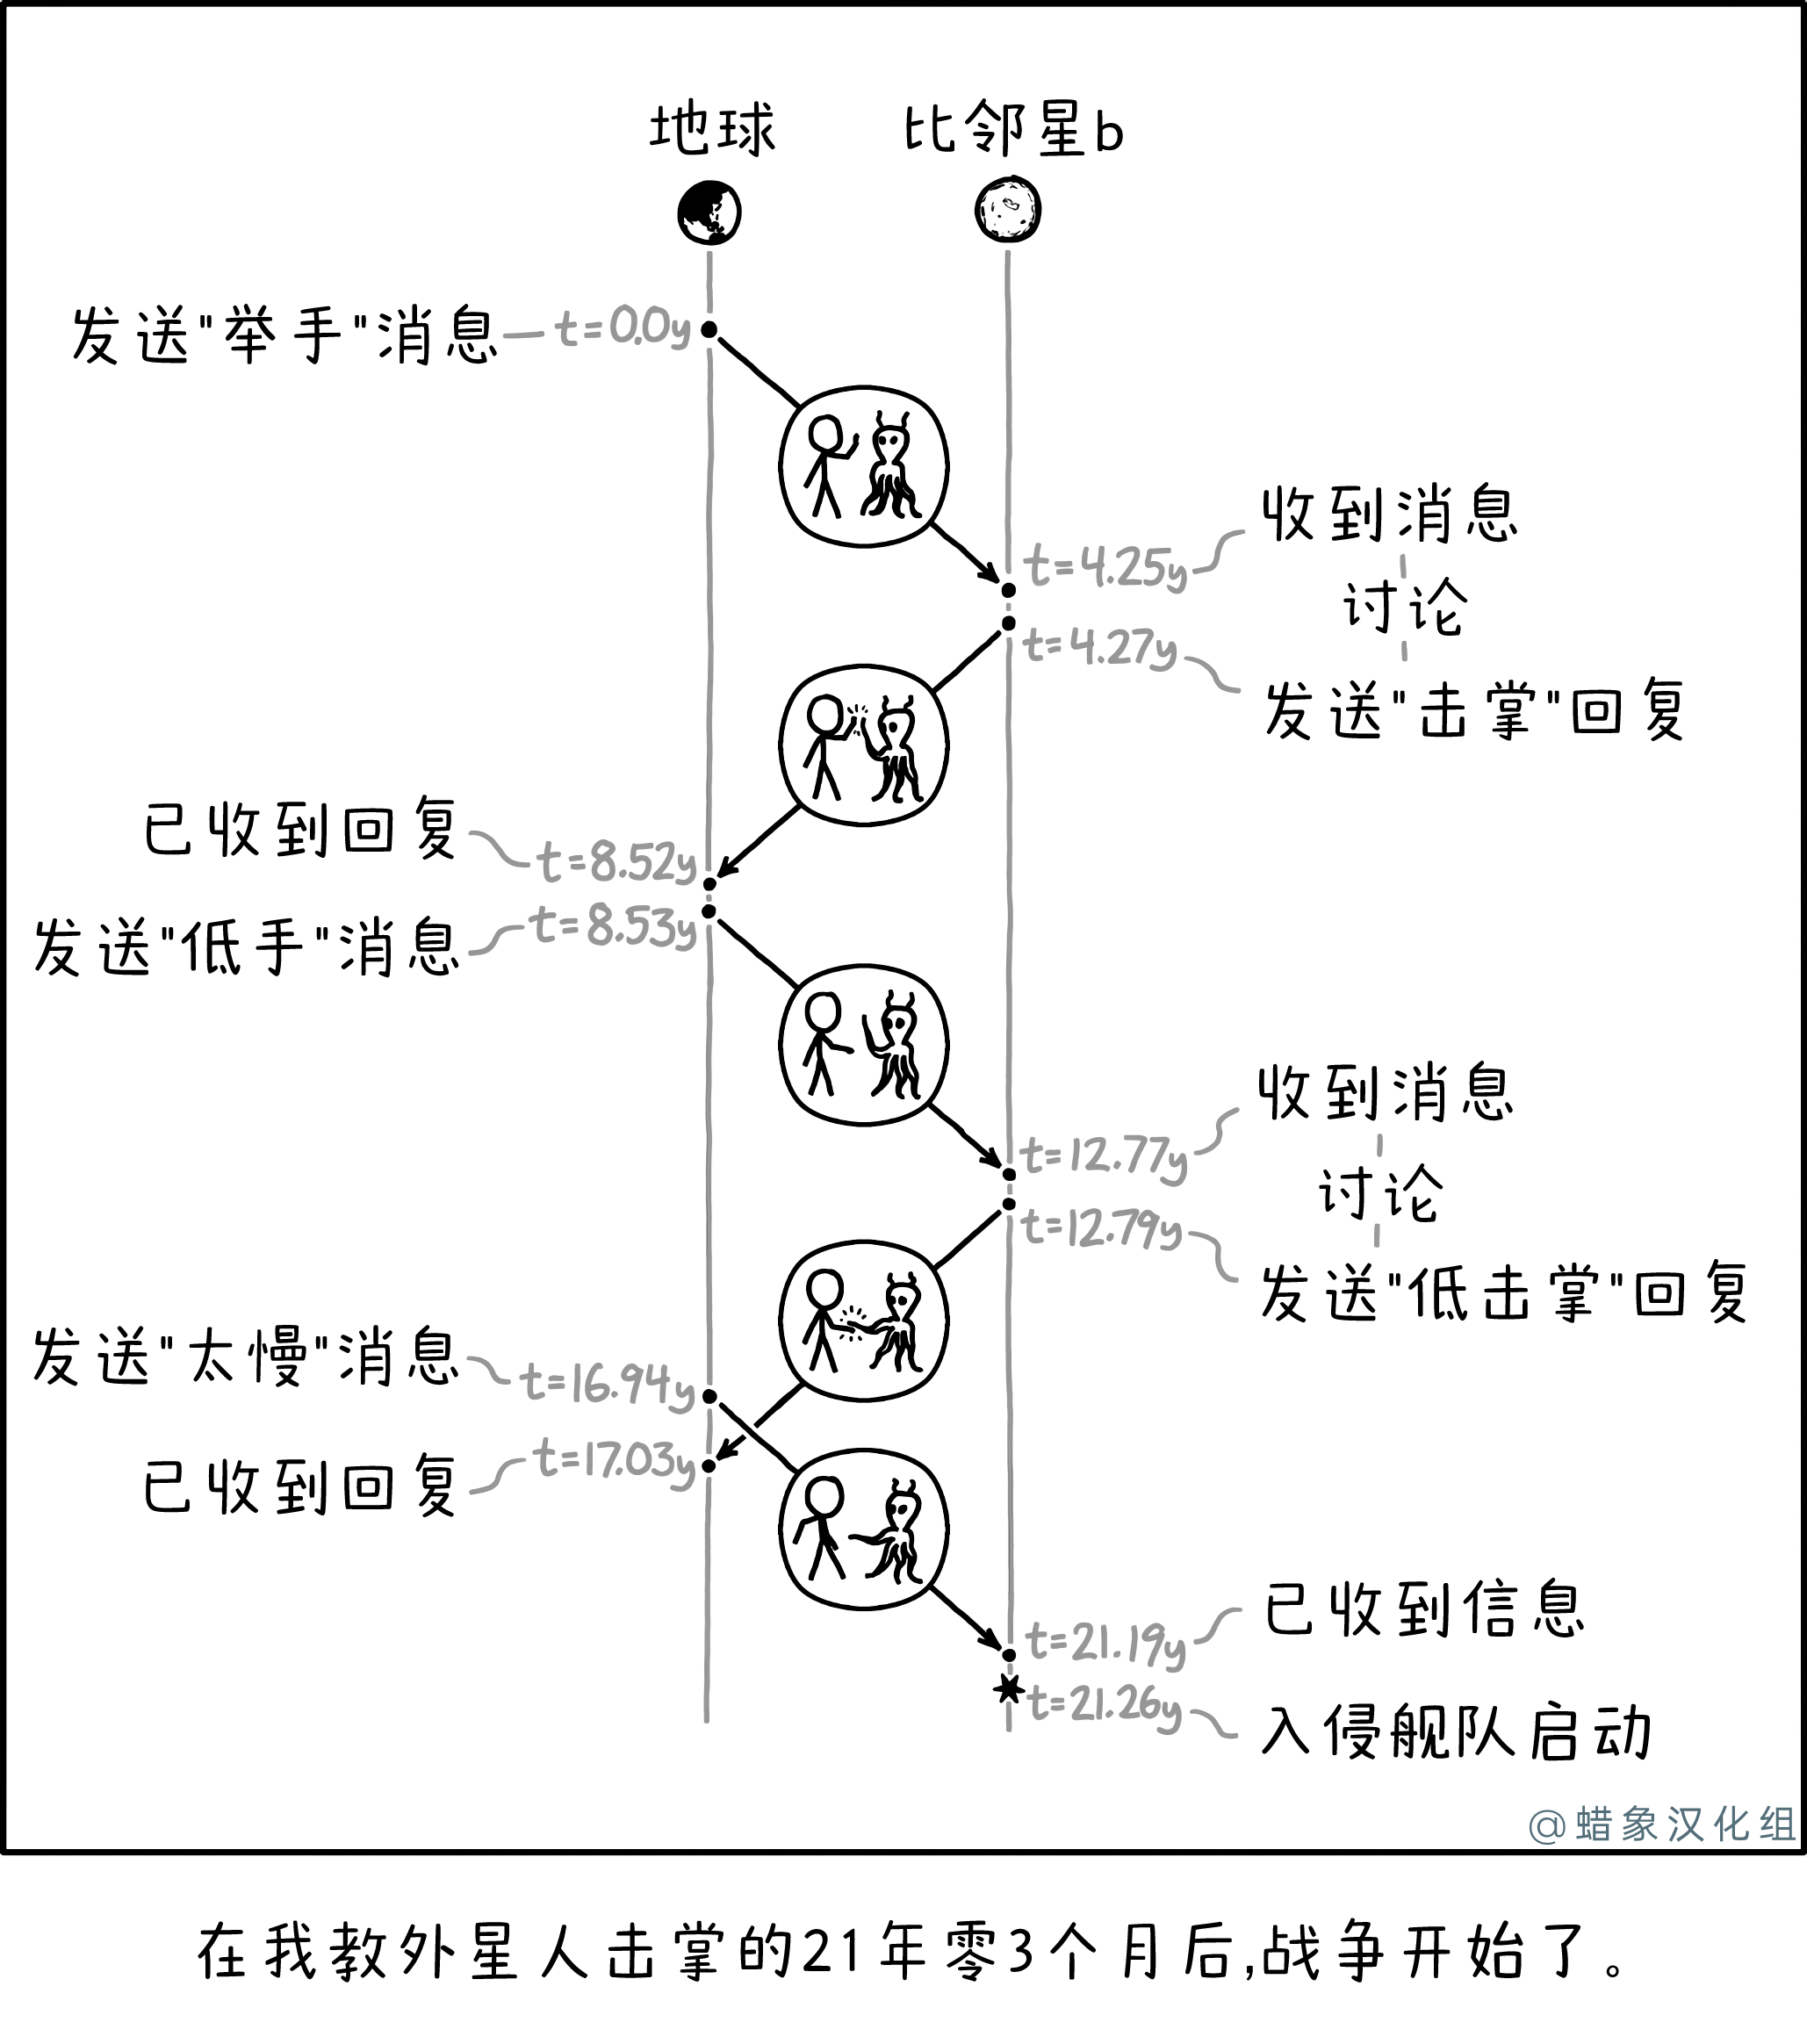 地球 比邻星b
发送"举手"消息 t=0.0y
收到消息
t=4.25y
讨论
t=4.27y
发送"击掌"回复
已收到回复
t=8.52y
t=8.53y
发送"低手"消息
收到消息
t=12.77y
讨论
t=12.79y
发送"低击掌"回复
发送"太慢"消息
t=16.94y
t=17.03y
已收到回复
已收到信息
t=21.19y
t=21.26y
入侵舰队启动
@蜡象汉化组
在我教外星人击掌的21年零3个月后,战争开始了。